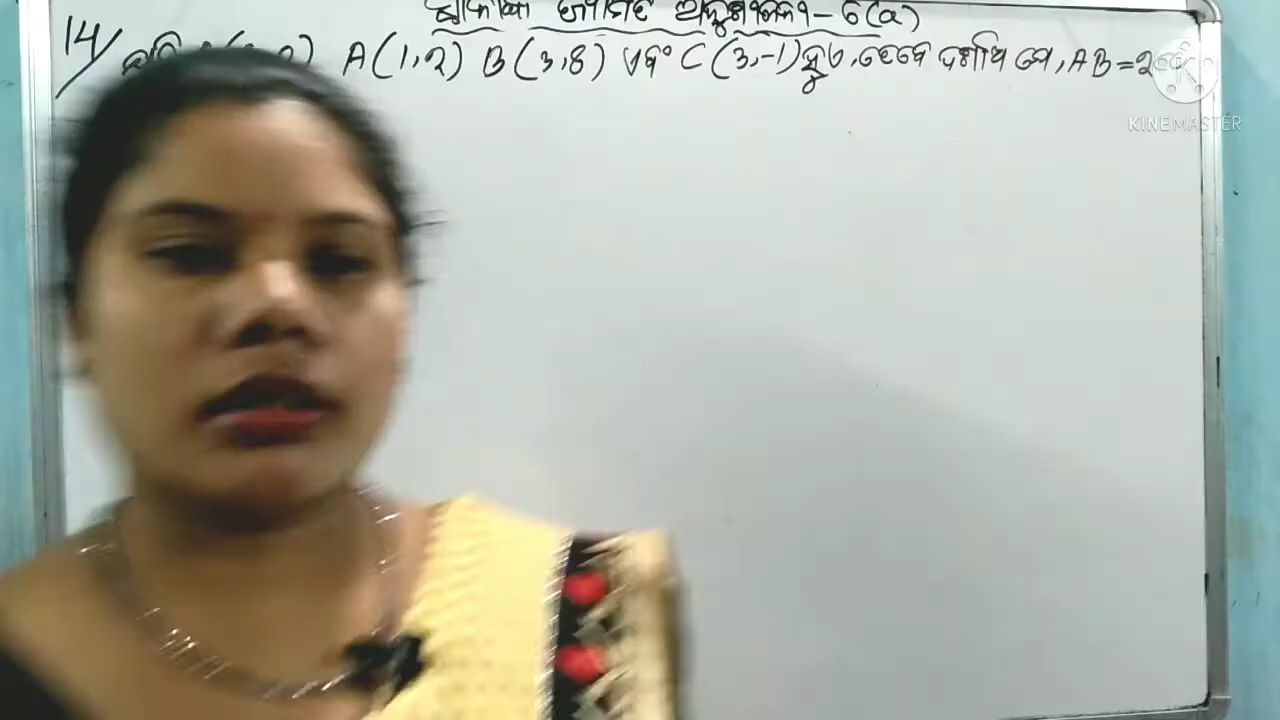 ସ୍ଥାନାଙ୍କ ଜ୍ୟାମିତି ଅନୁଶୀଳନୀ - 6(a)
14/ A(1,2) B(3,8) ଏବଂ C(3,-1) ହୁଏ, ତେବେ ଦର୍ଶାଅ ଯେ, AB=2
KINEMASTER